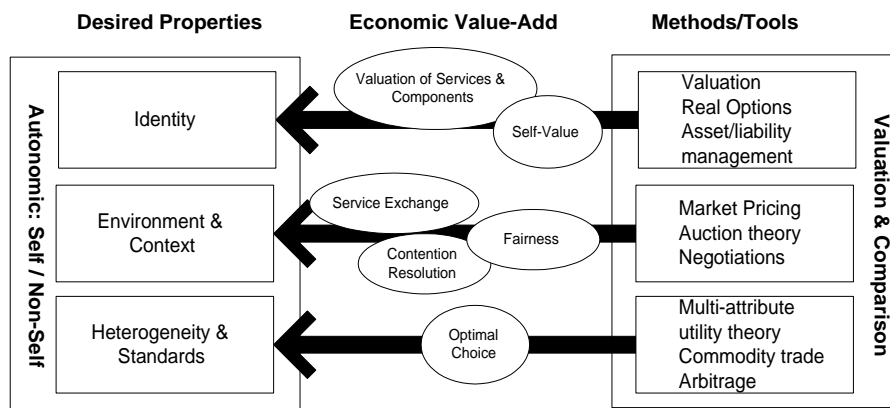 Desired Properties
Economic Value-Add
Methods/Tools
Autonomic: Self / Non-Self
Identity
Valuation of Services &
Components
Self-Value
Valuation
Real Options
Asset/liability
management
Environment &
Context
Service Exchange
Contention
Resolution
Fairness
Market Pricing
Auction theory
Negotiations
Heterogeneity &
Standards
Optimal
Choice
Multi-attribute
utility theory
Commodity trade
Arbitrage
Valuation & Comparison